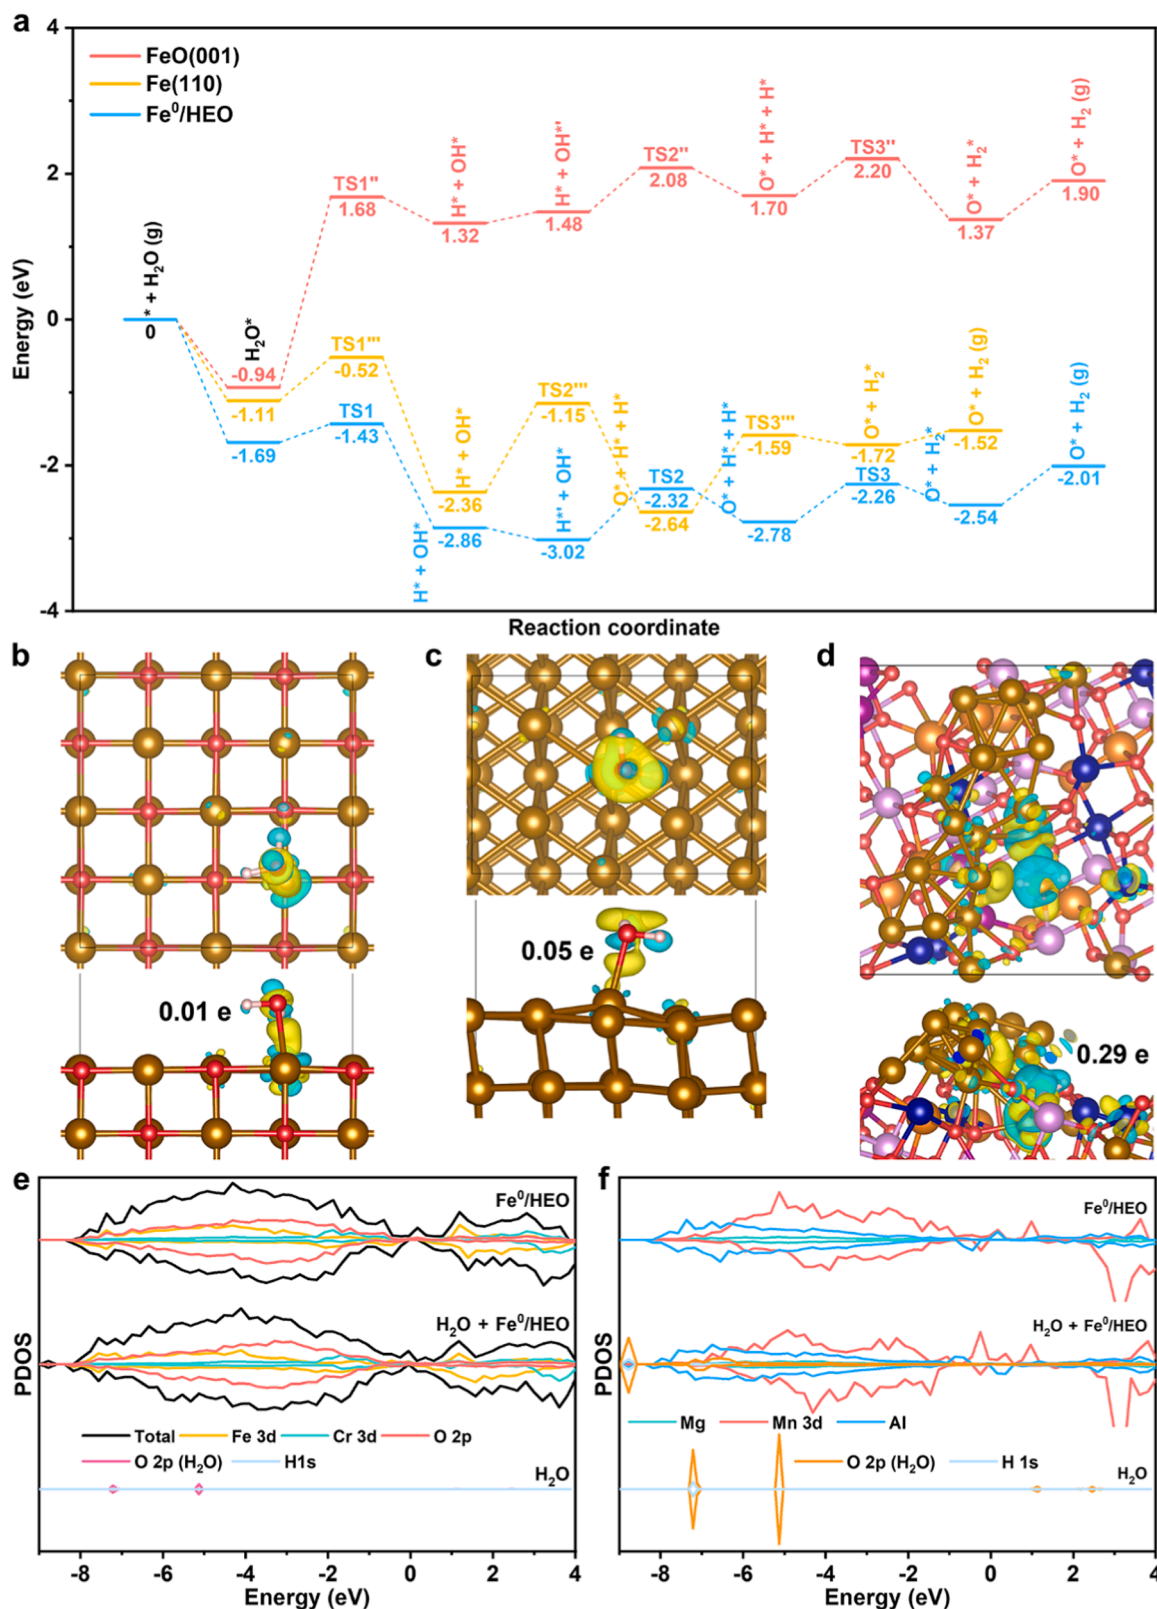 a
4
2
0
-2
-4
Energy (eV)
FeO(001)
Fe(110)
Fe⁰/HEO
* + H₂O (g)
0
H₂O*
-0.94
-1.11
-1.69
TS1''
1.68
TS1'''
-0.52
TS1
-1.43
H* + OH*
1.32
H* + OH*
-2.36
H* + OH*
-2.86
H* + OH*'
1.48
TS2'''
-1.15
H*' + OH*
-3.02
TS2''
2.08
O* + H* + H*
-2.64
TS2
-2.32
O* + H* + H*
1.70
TS3'''
-1.59
O* + H* + H*
-2.78
TS3''
2.20
O* + H₂*
-1.72
TS3
-2.26
O* + H₂*
1.37
O* + H₂ (g)
-1.52
O* + H₂*
-2.54
O* + H₂ (g)
1.90
O* + H₂ (g)
-2.01
Reaction coordinate
b
0.01 e
c
0.05 e
d
0.29 e
e
PDOS
Fe⁰/HEO
H₂O + Fe⁰/HEO
Total
Fe 3d
Cr 3d
O 2p
O 2p (H₂O)
H1s
H₂O
-8
-6
-4
-2
0
2
4
Energy (eV)
f
PDOS
Fe⁰/HEO
H₂O + Fe⁰/HEO
Mg
Mn 3d
Al
O 2p (H₂O)
H 1s
H₂O
-8
-6
-4
-2
0
2
4
Energy (eV)